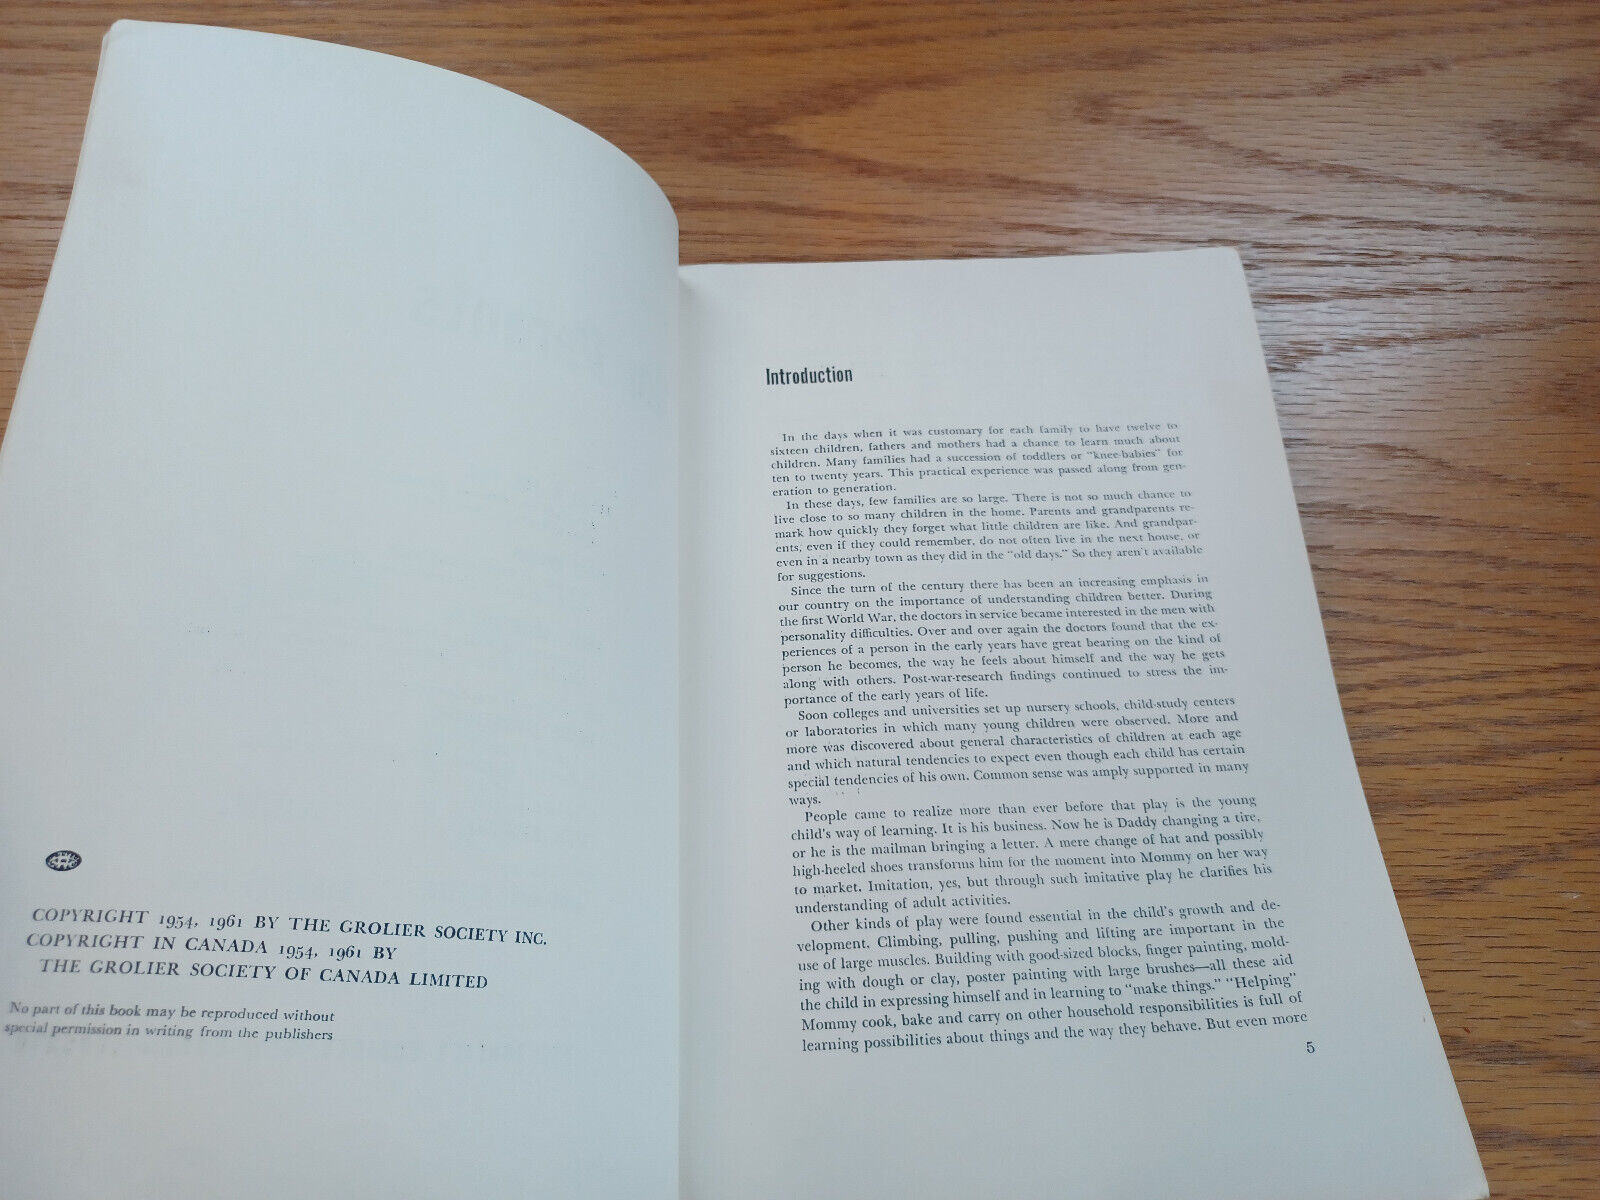 COPYRIGHT 1954, 1961 BY THE GROLIER SOCIETY INC.
COPYRIGHT IN CANADA 1954, 1961 BY
THE GROLIER SOCIETY OF CANADA LIMITED
No part of this book may be reproduced without
special permission in writing from the publishers
Introduction
In the days when it was customary for each family to have twelve to
sixteen children, fathers and mothers had a chance to learn much about
children. Many families had a succession of toddlers or "knee-babies" for
ten to twenty years. This practical experience was passed along from gen-
eration to generation.
In these days, few families are so large. There is not so much chance to
live close to so many children in the home. Parents and grandparents re-
mark how quickly they forget what little children are like. And grandpar-
ents, even if they could remember, do not often live in the next house, or
even in a nearby town as they did in the "old days." So they aren't available
for suggestions.
Since the turn of the century there has been an increasing emphasis in
our country on the importance of understanding children better. During
the first World War, the doctors in service became interested in the men with
personality difficulties. Over and over again the doctors found that the ex-
periences of a person in the early years have great bearing on the kind of
person he becomes, the way he feels about himself and the way he gets
along with others. Post-war-research findings continued to stress the im-
portance of the early years of life.
Soon colleges and universities set up nursery schools, child-study centers
or laboratories in which many young children were observed. More and
more was discovered about general characteristics of children at each age
and which natural tendencies to expect even though each child has certain
special tendencies of his own. Common sense was amply supported in many
ways.
People came to realize more than ever before that play is the young
child's way of learning. It is his business. Now he is Daddy changing a tire,
or he is the mailman bringing a letter. A mere change of hat and possibly
high-heeled shoes transforms him for the moment into Mommy on her way
to market. Imitation, yes, but through such imitative play he clarifies his
understanding of adult activities.
Other kinds of play were found essential in the child's growth and de-
velopment. Climbing, pulling, pushing and lifting are important in the
use of large muscles. Building with good-sized blocks, finger painting, mold-
ing with dough or clay, poster painting with large brushes—all these aid
the child in expressing himself and in learning to "make things." "Helping"
Mommy cook, bake and carry on other household responsibilities is full of
learning possibilities about things and the way they behave. But even more
5